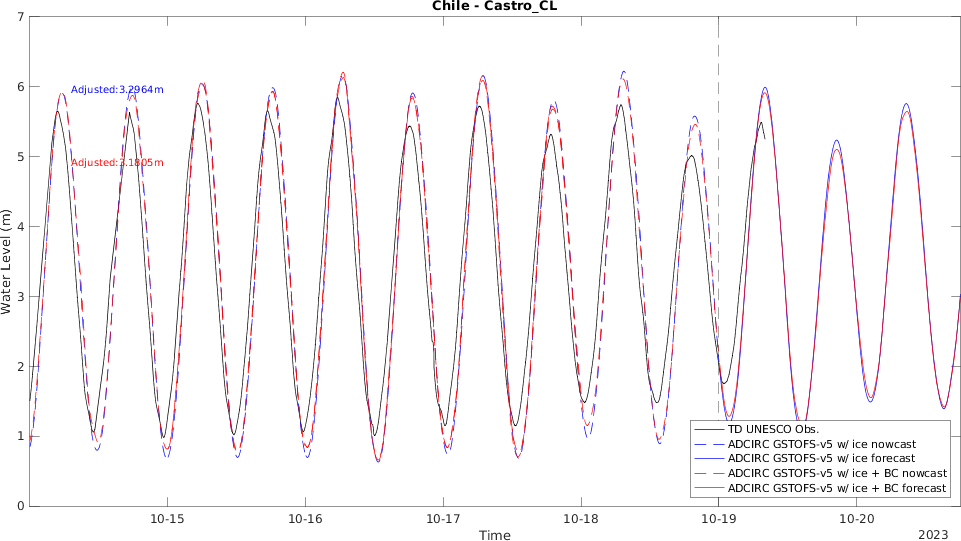 Chile - Castro_CL
7
6
5
4
3
2
1
0
Water Level (m)
Adjusted:3.2964m
Adjusted:3.1805m
TD UNESCO Obs.
ADCIRC GSTOFS-v5 w/ ice nowcast
ADCIRC GSTOFS-v5 w/ ice forecast
ADCIRC GSTOFS-v5 w/ ice + BC nowcast
ADCIRC GSTOFS-v5 w/ ice + BC forecast
10-15 10-16 10-17 10-18 10-19 10-20
Time
2023